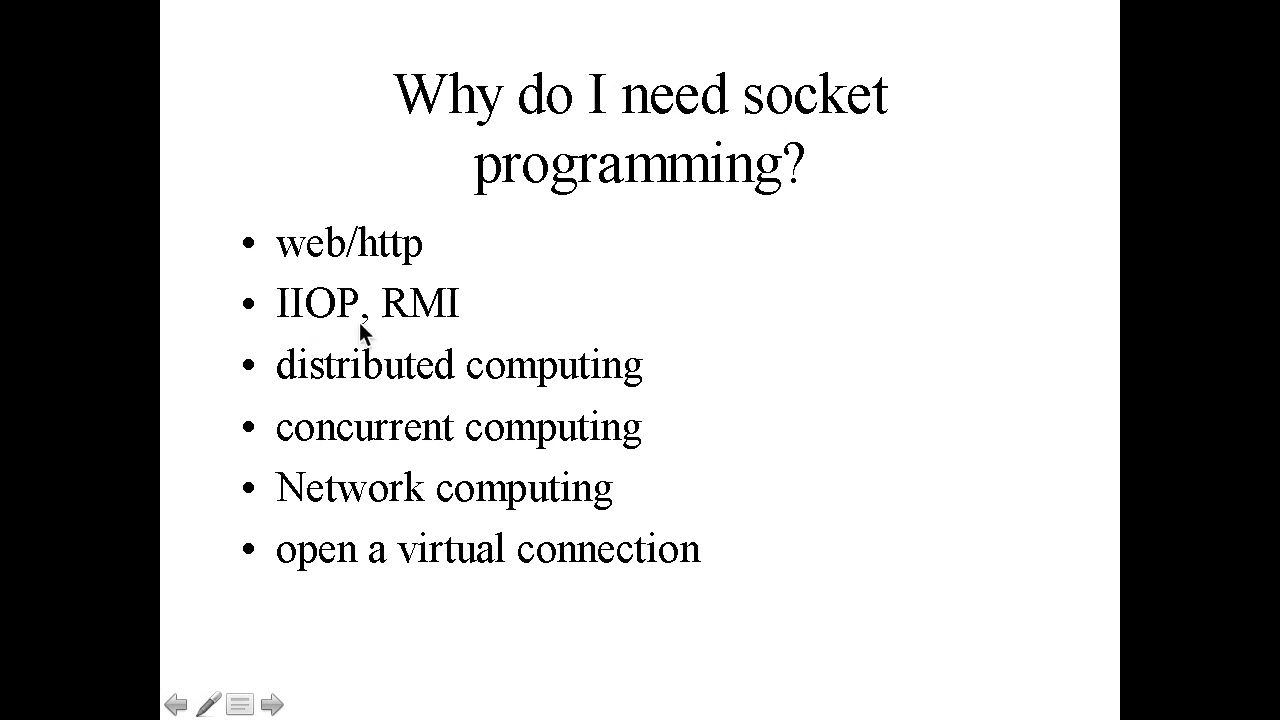 Why do I need socket
programming?
• web/http
• IIOP, RMI
• distributed computing
• concurrent computing
• Network computing
• open a virtual connection